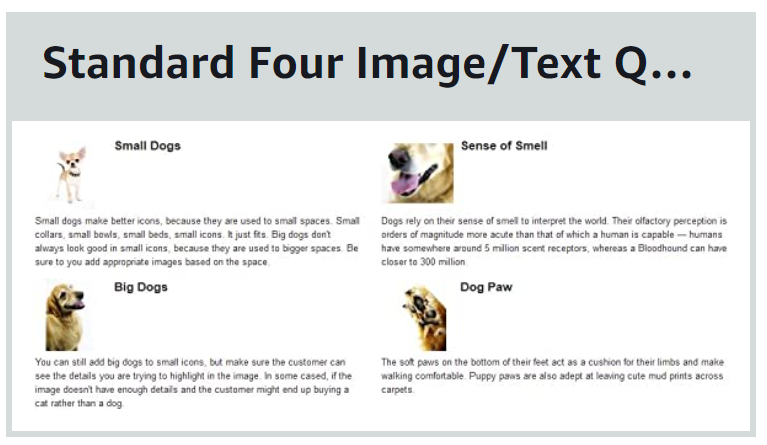 Standard Four Image/Text Q...
Small Dogs
Small dogs make better icons, because they are used to small spaces. Small
collars, small bowls, small beds, small icons. It just fits. Big dogs don't
always look good in small icons, because they are used to bigger spaces. Be
sure to you add appropriate images based on the space.
Sense of Smell
Dogs rely on their sense of smell to interpret the world. Their olfactory perception is
orders of magnitude more acute than that of which a human is capable — humans
have somewhere around 5 million scent receptors, whereas a Bloodhound can have
closer to 300 million.
Big Dogs
You can still add big dogs to small icons, but make sure the customer can
see the details you are trying to highlight in the image. In some cased, if the
image doesn't have enough details and the customer might end up buying a
cat rather than a dog.
Dog Paw
The soft paws on the bottom of their feet act as a cushion for their limbs and make
walking comfortable. Puppy paws are also adept at leaving cute mud prints across
carpets.